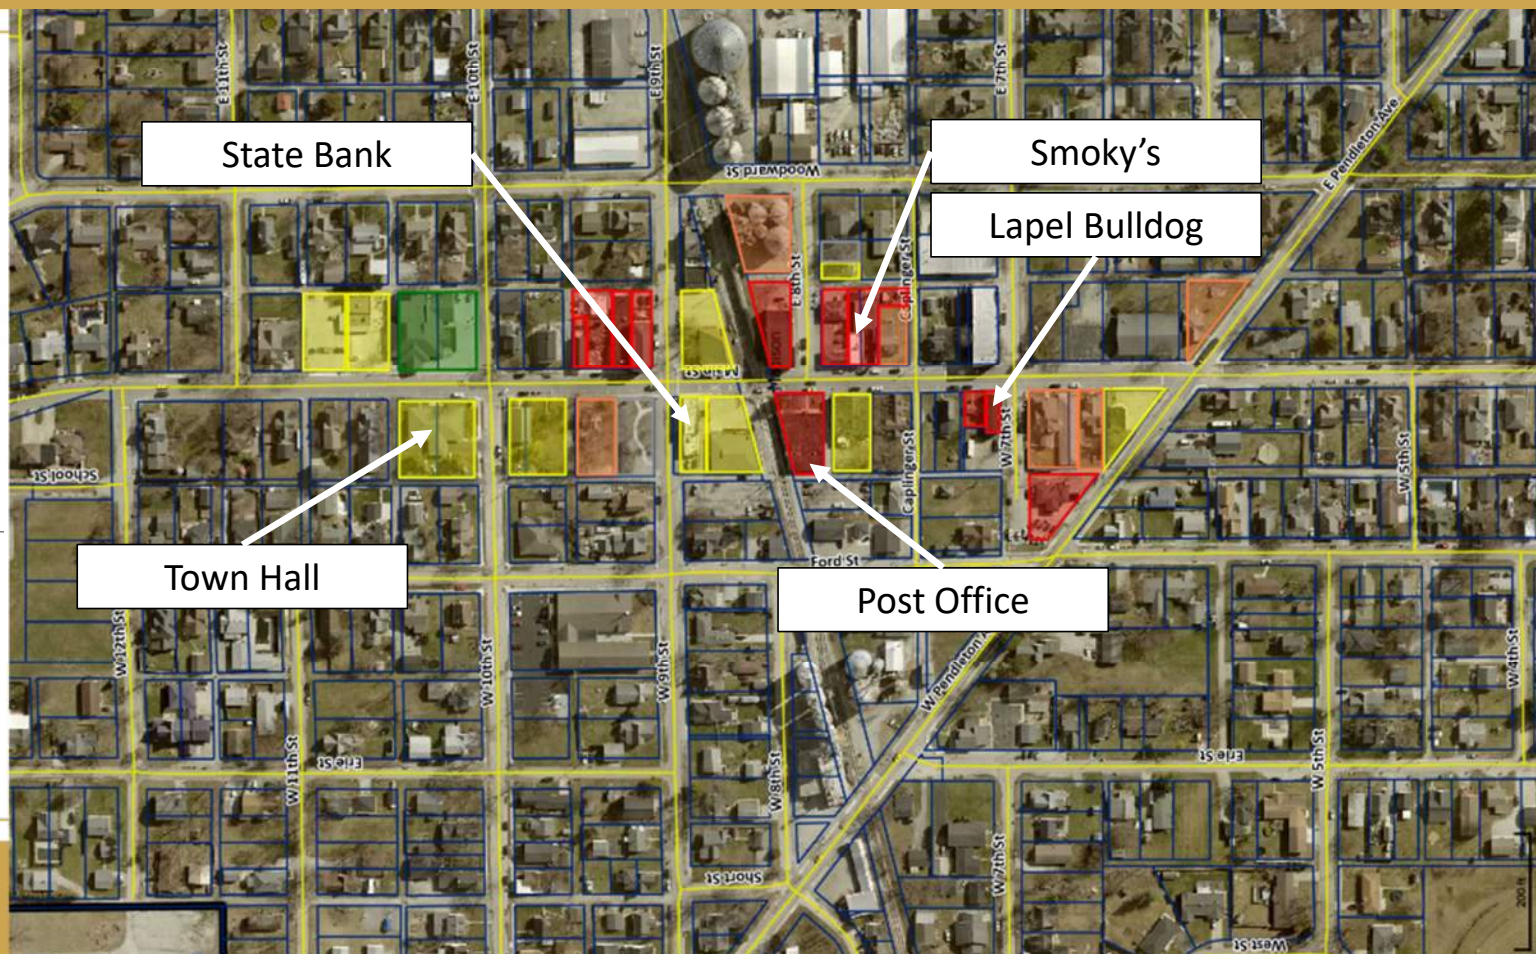 E 11th St
E 10th St
E 9th St
E 7th St
E Pendleton Ave
State Bank
Smoky's
Woodward St
Lapel Bulldog
E 8th St
Caplinger St
Main St
School St
W 7th St
Caplinger St
W 5th St
Ford St
Town Hall
Post Office
W 12th St
W 10th St
W 9th St
W Pendleton A
W 4th St
W 11th St
Erie St
W 8th St
Erie St
W 5th St
Short St
W 7th St
200 ft
West St